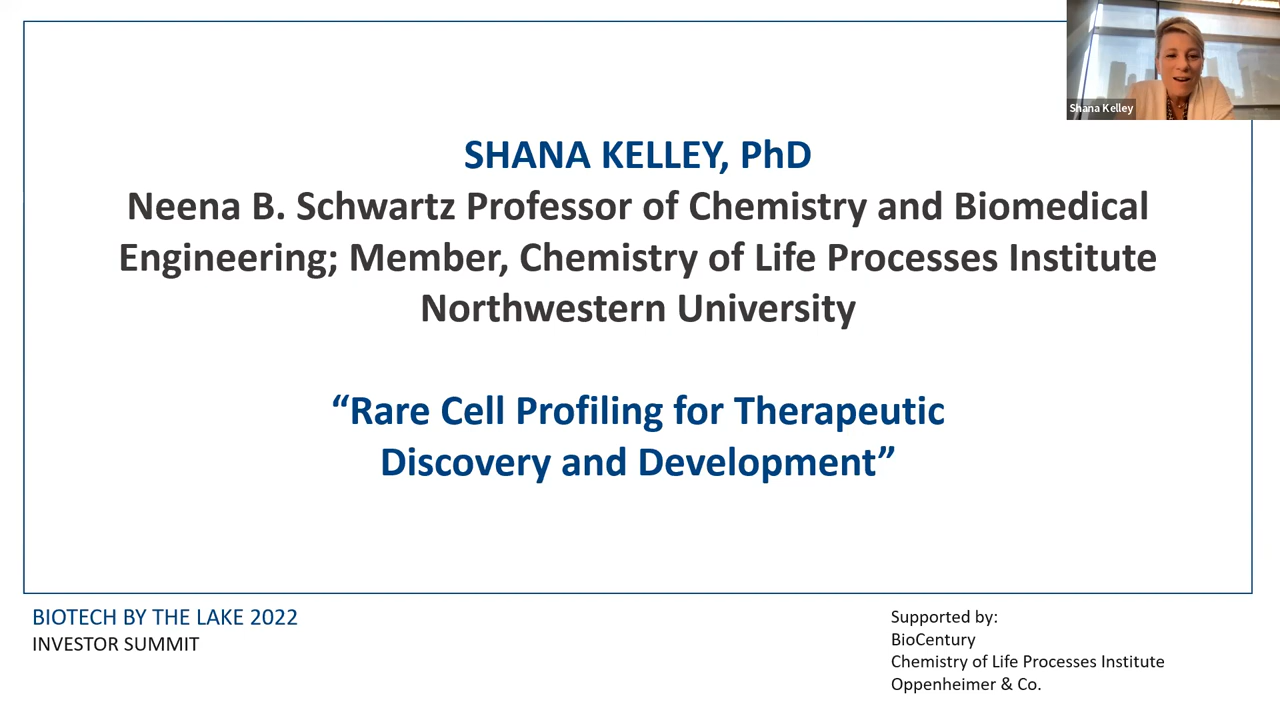 Shana Kelley
SHANA KELLEY, PhD
Neena B. Schwartz Professor of Chemistry and Biomedical
Engineering; Member, Chemistry of Life Processes Institute
Northwestern University
“Rare Cell Profiling for Therapeutic
Discovery and Development”
BIOTECH BY THE LAKE 2022
INVESTOR SUMMIT
Supported by:
BioCentury
Chemistry of Life Processes Institute
Oppenheimer & Co.